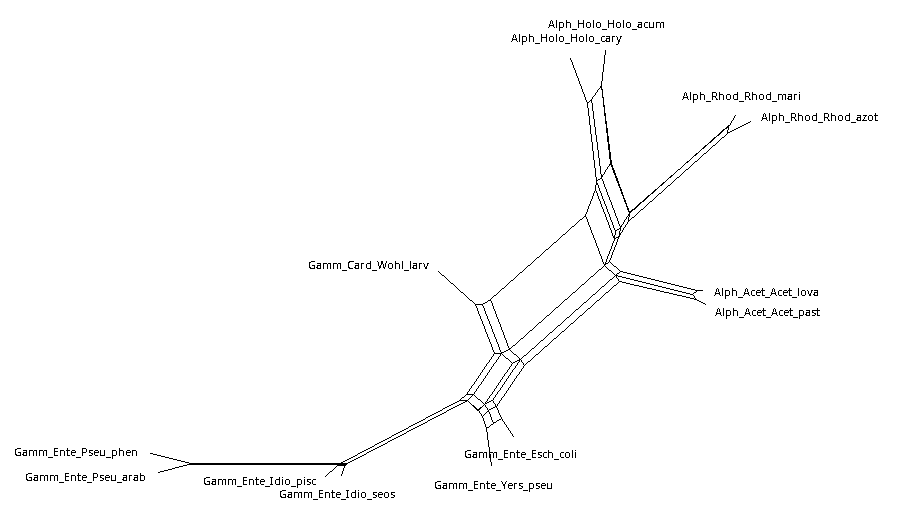 Alph_Holo_Holo_acum
Alph_Holo_Holo_cary
Alph_Rhod_Rhod_mari
Alph_Rhod_Rhod_azot
Gamm_Card_Wohl_larv
Alph_Acet_Acet_lova
Alph_Acet_Acet_past
Gamm_Ente_Pseu_phen
Gamm_Ente_Esch_coli
Gamm_Ente_Pseu_arab
Gamm_Ente_Idio_pisc
Gamm_Ente_Yers_pseu
Gamm_Ente_Idio_seos